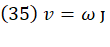 (35) v = ω ȷ